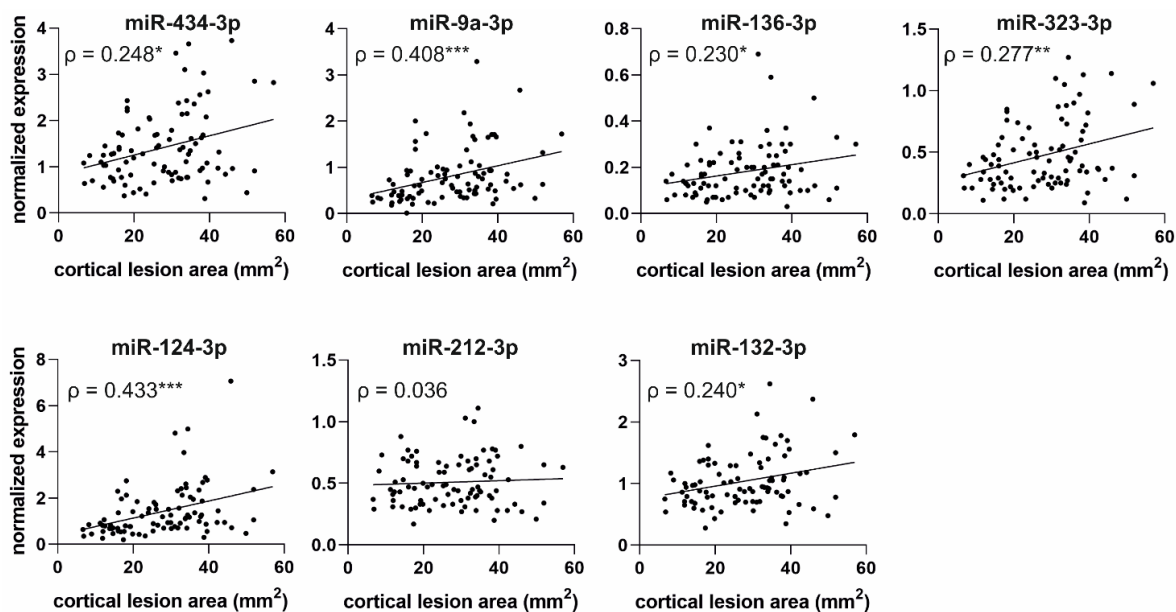 miR-434-3p
ρ = 0.248*
normalized expression
4
3
2
1
0
0 20 40 60
cortical lesion area (mm²)
miR-9a-3p
ρ = 0.408***
4
3
2
1
0
0 20 40 60
cortical lesion area (mm²)
miR-136-3p
ρ = 0.230*
0.8
0.6
0.4
0.2
0.0
0 20 40 60
cortical lesion area (mm²)
miR-323-3p
ρ = 0.277**
1.5
1.0
0.5
0.0
0 20 40 60
cortical lesion area (mm²)
miR-124-3p
ρ = 0.433***
normalized expression
8
6
4
2
0
0 20 40 60
cortical lesion area (mm²)
miR-212-3p
ρ = 0.036
1.5
1.0
0.5
0.0
0 20 40 60
cortical lesion area (mm²)
miR-132-3p
ρ = 0.240*
3
2
1
0
0 20 40 60
cortical lesion area (mm²)